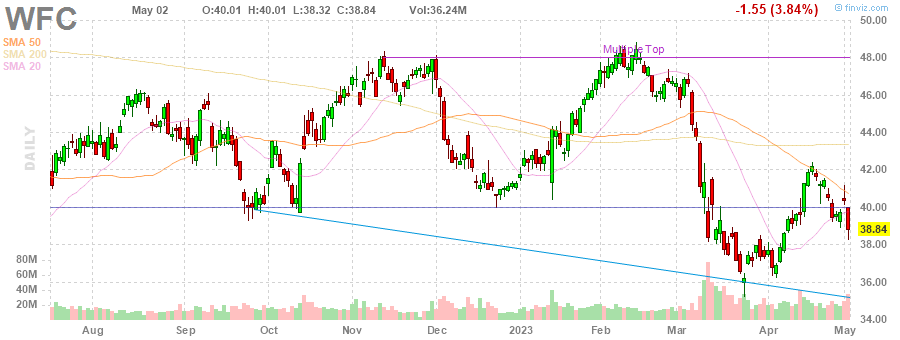 WFC
May 02
O:40.01
H:40.01
L:38.32
C:38.84
Vol:36.24M
-1.55 (3.84%)
@ finviz.com
SMA 50
SMA 200
SMA 20
DAILY
Multiple Top
50.00
48.00
46.00
44.00
42.00
40.00
38.84
38.00
36.00
34.00
80M
60M
40M
20M
Aug
Sep
Oct
Nov
Dec
2023
Feb
Mar
Apr
May